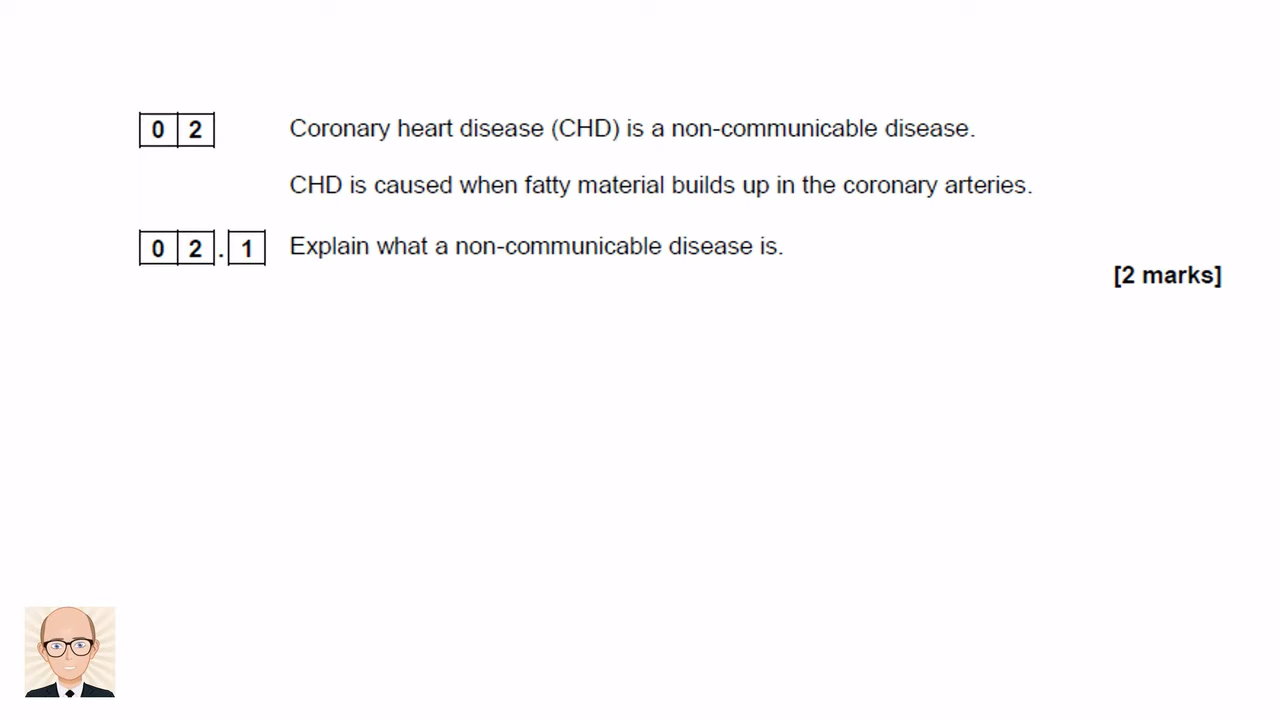 0 2 Coronary heart disease (CHD) is a non-communicable disease.
CHD is caused when fatty material builds up in the coronary arteries.
0 2 . 1 Explain what a non-communicable disease is.
[2 marks]